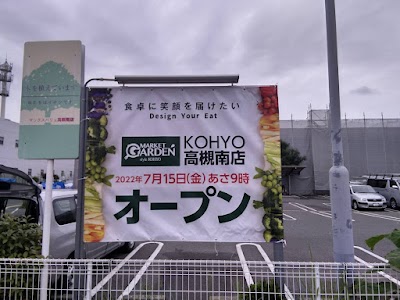 食卓に笑顔を届けたい
Design Your Eat
MARKET
GARDEN
style KOHYO
KOHYO
高槻南店
2022年7月15日(金)あさ9時
オープン